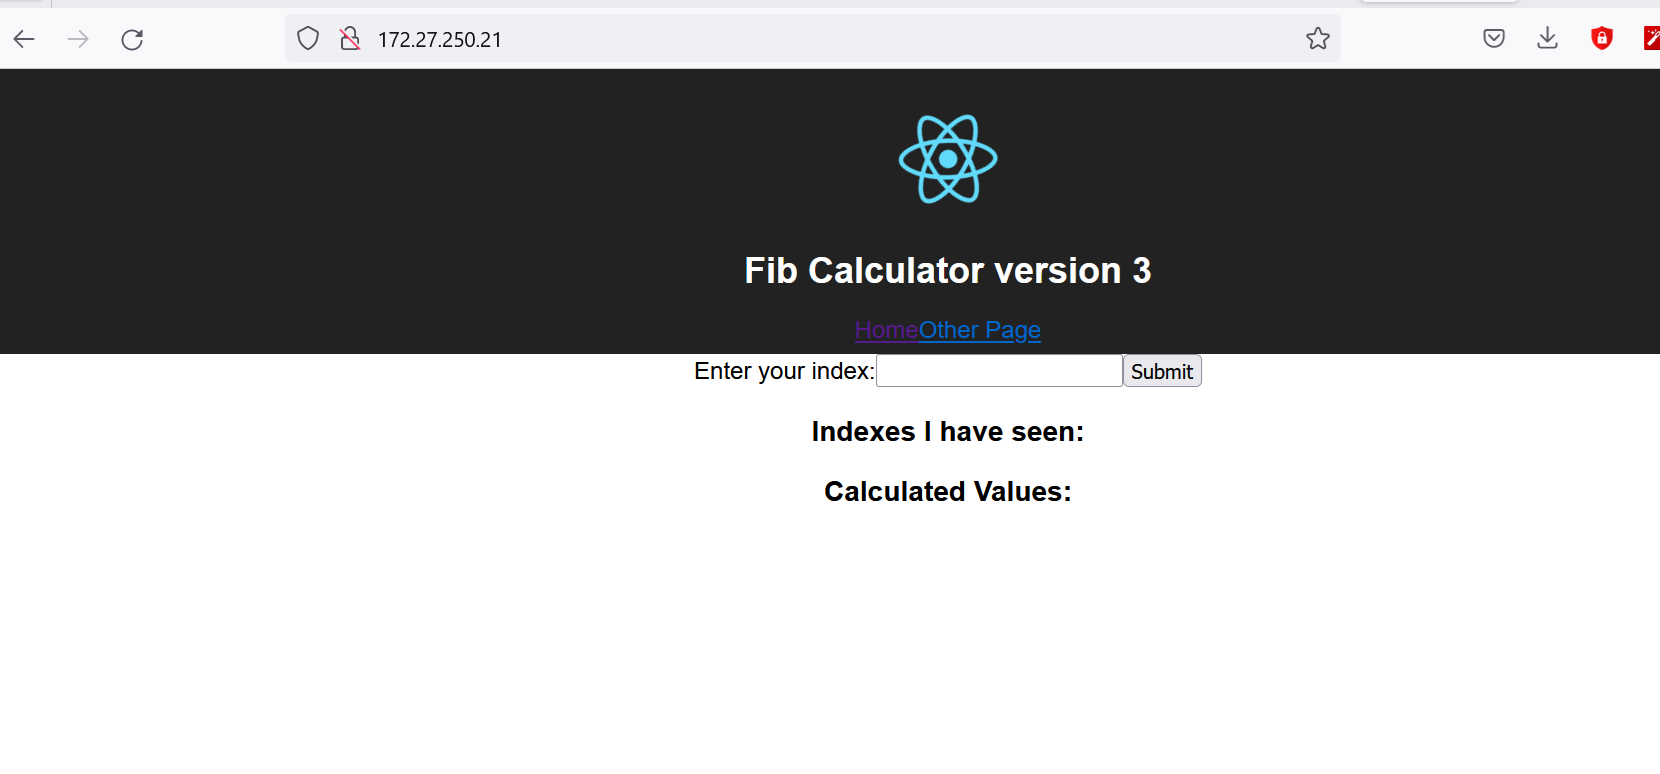 172.27.250.21
Fib Calculator version 3
HomeOther Page
Enter your index: Submit
Indexes I have seen:
Calculated Values: